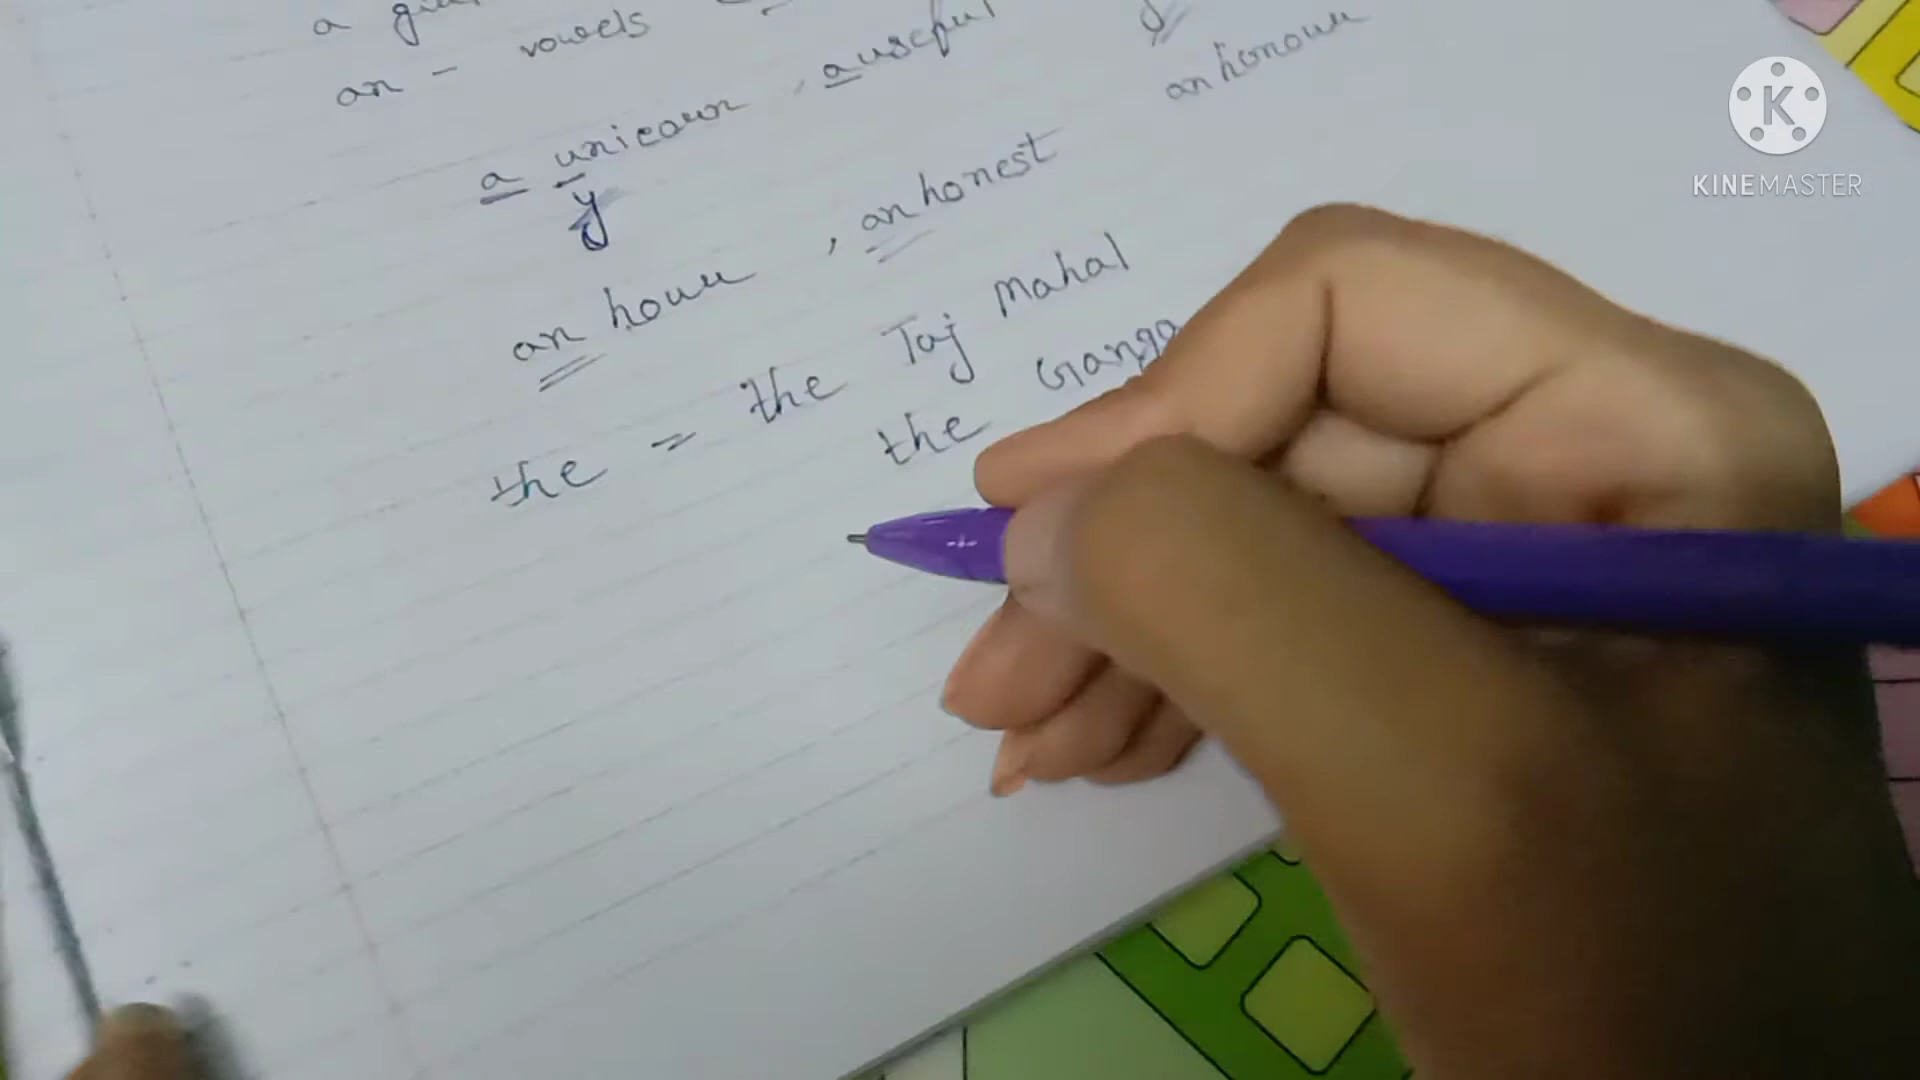 a
an - vowels
a unicorn , a useful
y
an honour
an hour , an honest
the = the Taj Mahal
the Ganga
KINEMASTER